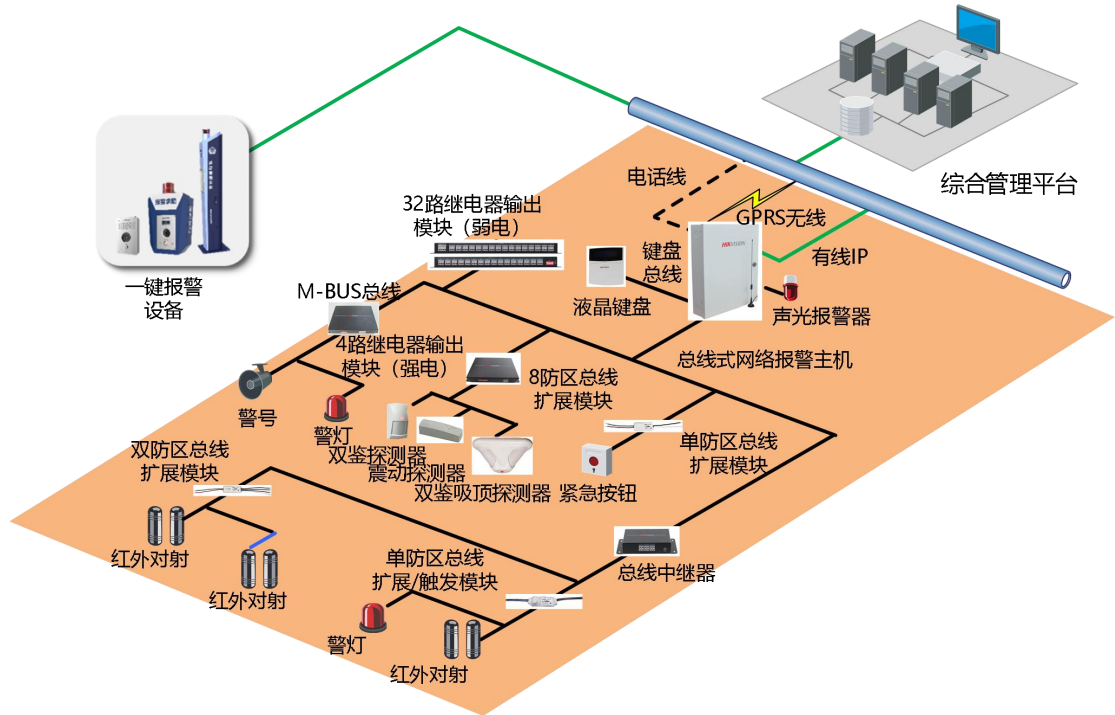 综合管理平台
电话线
GPRS无线
有线IP
32路继电器输出
模块（弱电）
键盘
总线
HIKVISION
液晶键盘
声光报警器
一键报警
设备
M-BUS总线
总线式网络报警主机
4路继电器输出
模块（强电）
8防区总线
扩展模块
警号
警灯
双鉴探测器
震动探测器
双鉴吸顶探测器
紧急按钮
单防区总线
扩展模块
双防区总线
扩展模块
红外对射
红外对射
单防区总线
扩展/触发模块
总线中继器
警灯
红外对射